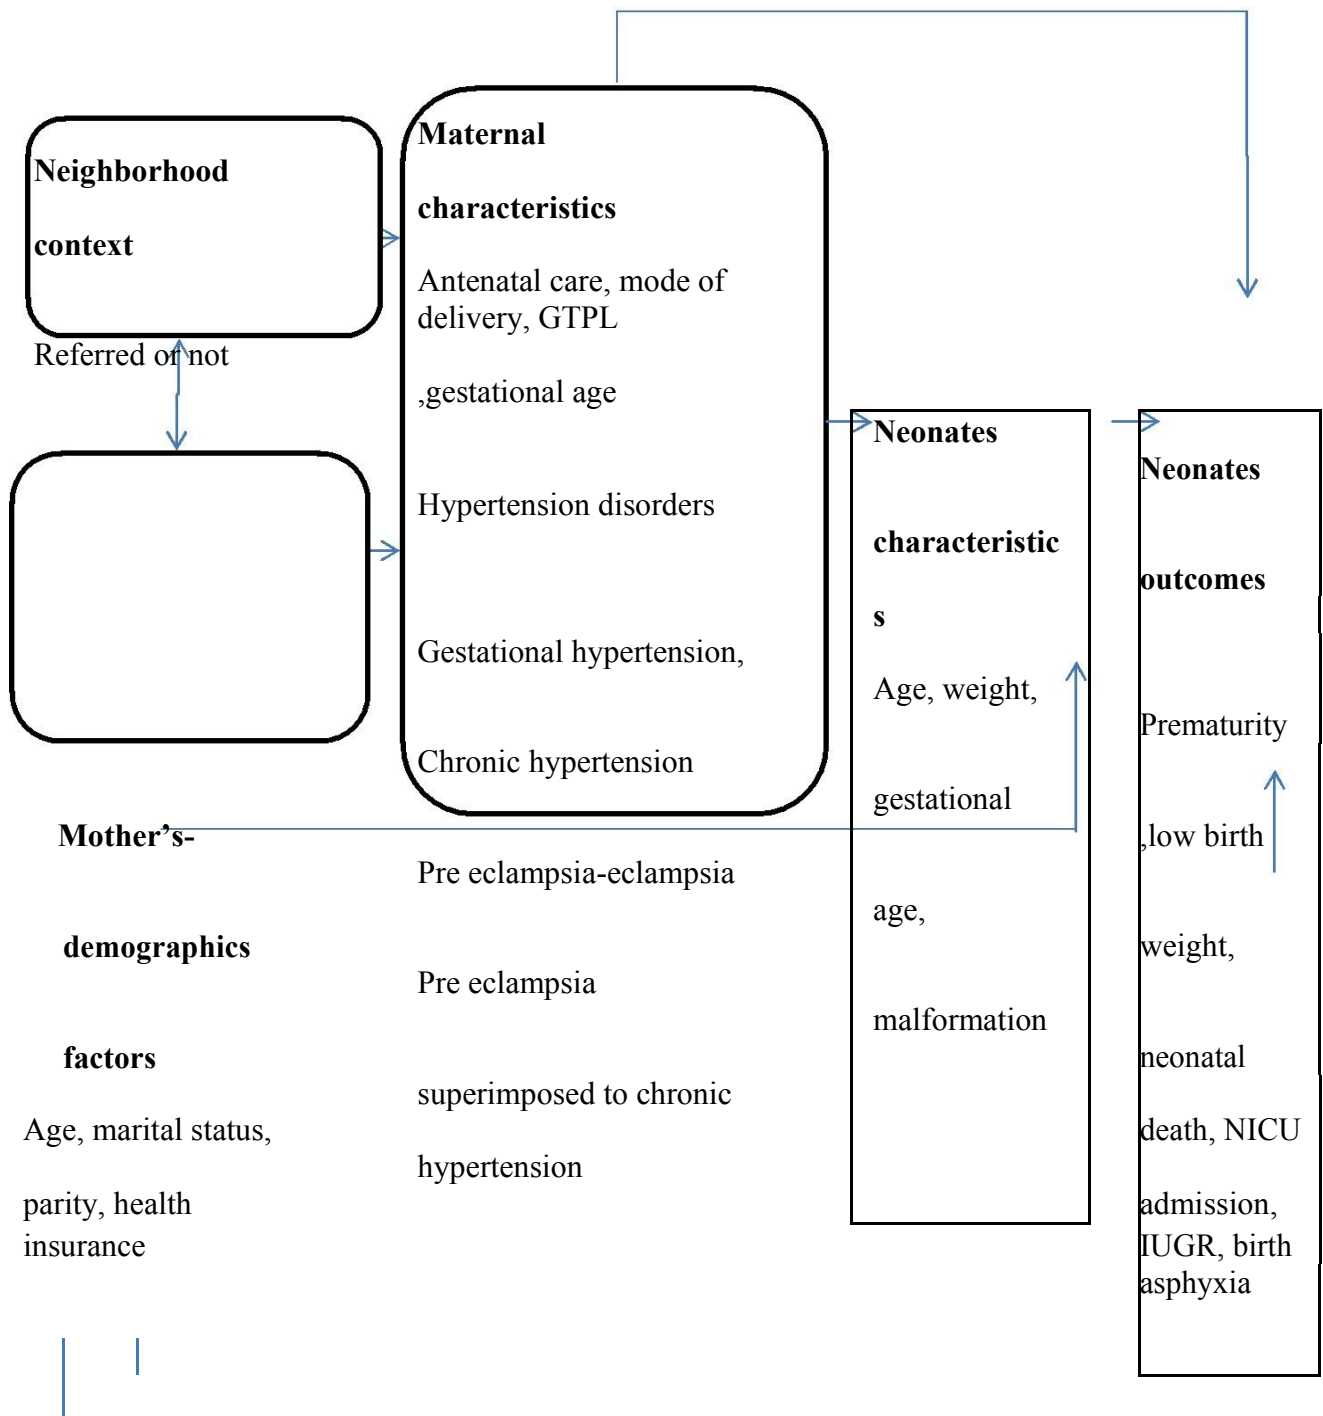 Neighborhood
context
Referred or not
Mother’s-
demographics
factors
Age, marital status,
parity, health
insurance
Maternal
characteristics
Antenatal care, mode of
delivery, GTPL
,gestational age
Hypertension disorders
Gestational hypertension,
Chronic hypertension
Pre eclampsia-eclampsia
Pre eclampsia
superimposed to chronic
hypertension
Neonates
characteristic
s
Age, weight,
gestational
age,
malformation
Neonates
outcomes
Prematurity
,low birth
weight,
neonatal
death, NICU
admission,
IUGR, birth
asphyxia